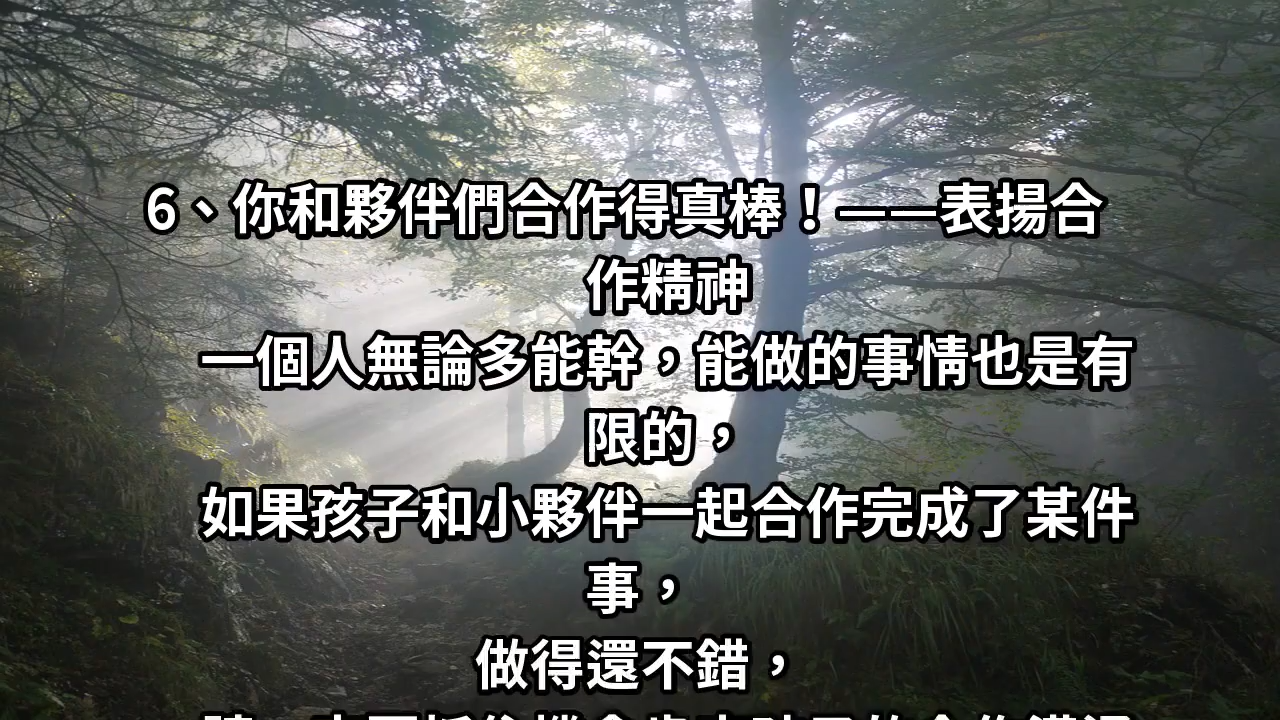 6、你和夥伴們合作得真棒！——表揚合
作精神
一個人無論多能幹，能做的事情也是有
限的，
如果孩子和小夥伴一起合作完成了某件
事，
做得還不錯，